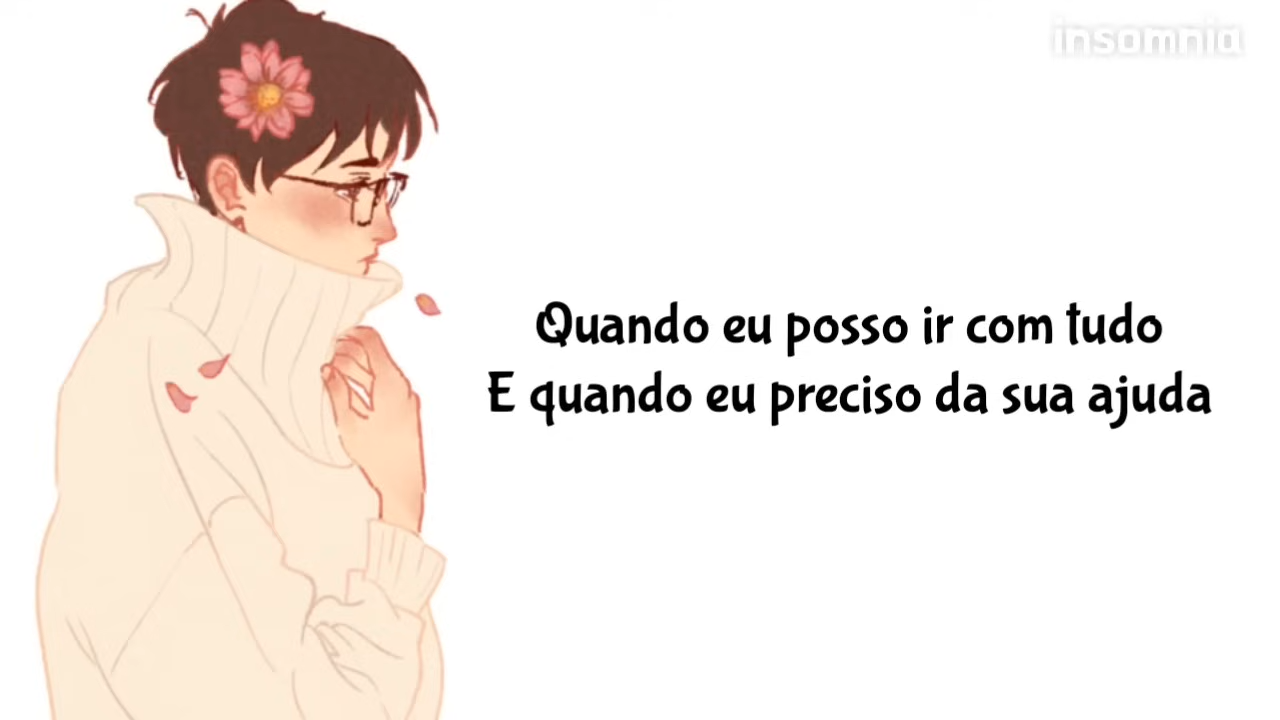 insomnia
Quando eu posso ir com tudo
E quando eu preciso da sua ajuda